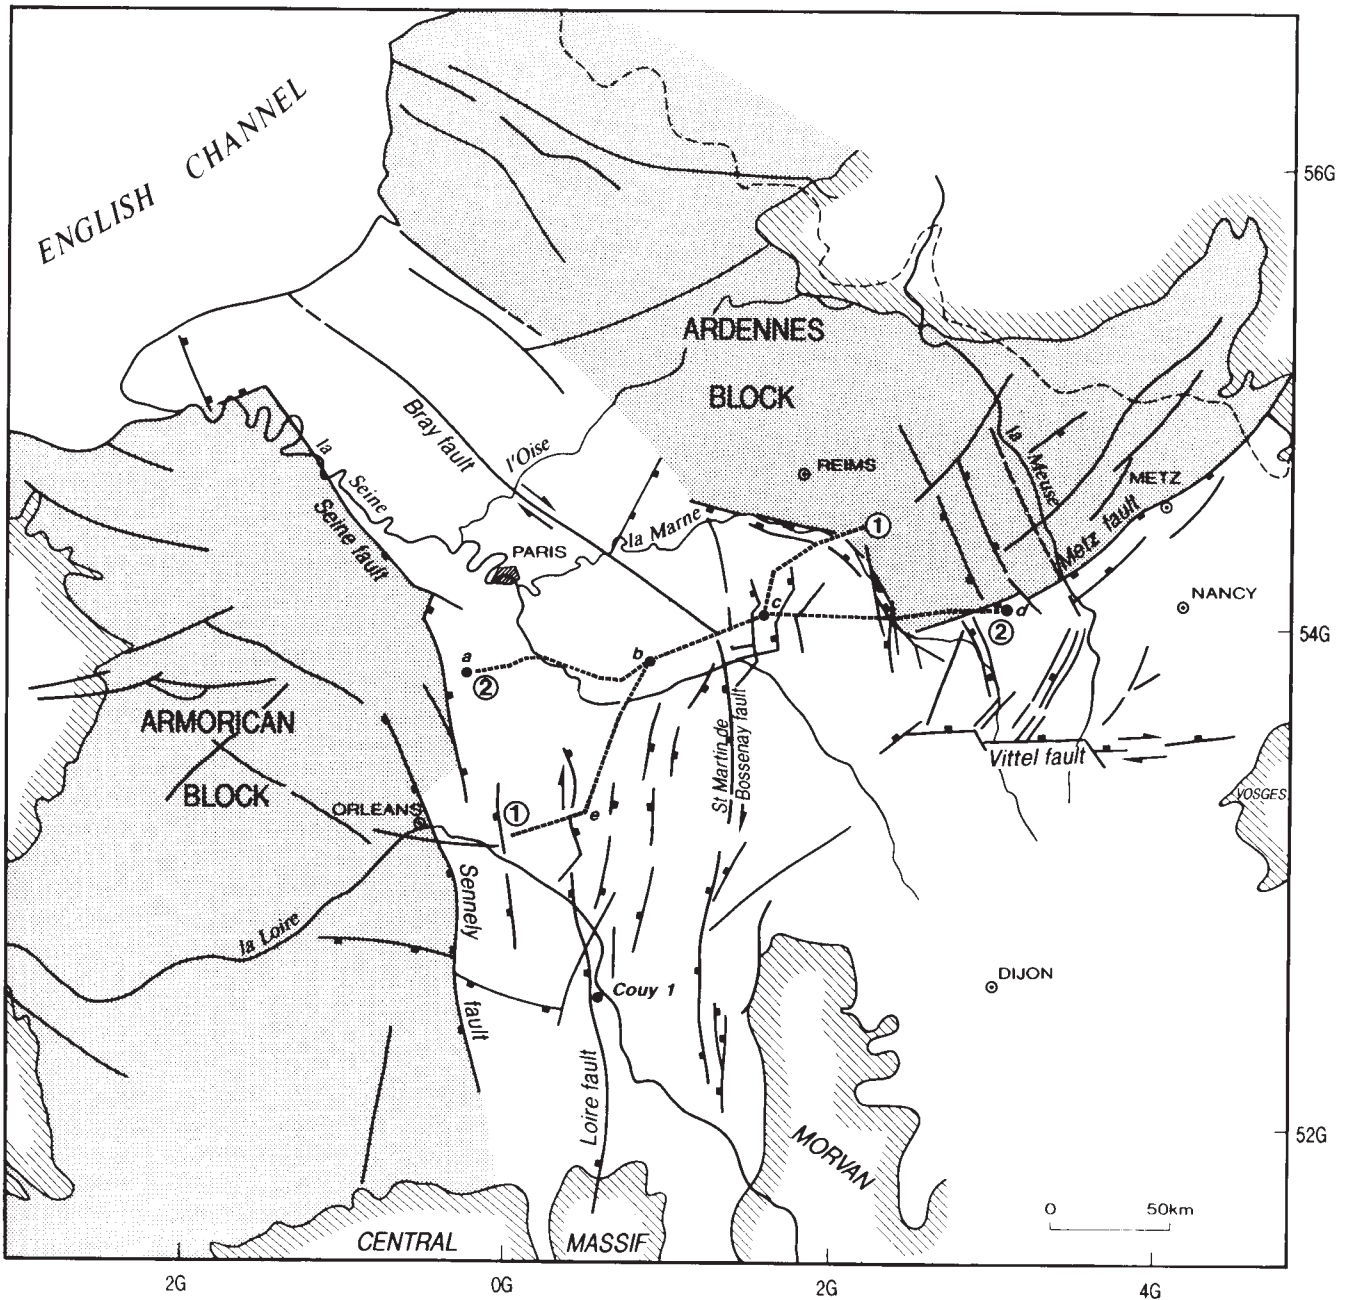 ENGLISH CHANNEL
56G
ARDENNES
BLOCK
Bray fault
l'Oise
la Seine
Seine fault
REIMS
la Meuse
METZ
Metz fault
la Marne
1
PARIS
NANCY
c
d
2
54G
a
2
b
ARMORICAN
BLOCK
St Martin de
Bossenay fault
Vittel fault
VOSGES
ORLEANS
1
e
Sennely fault
la Loire
Couy 1
DIJON
Loire fault
MORVAN
52G
0 50km
CENTRAL MASSIF
2G 0G 2G 4G